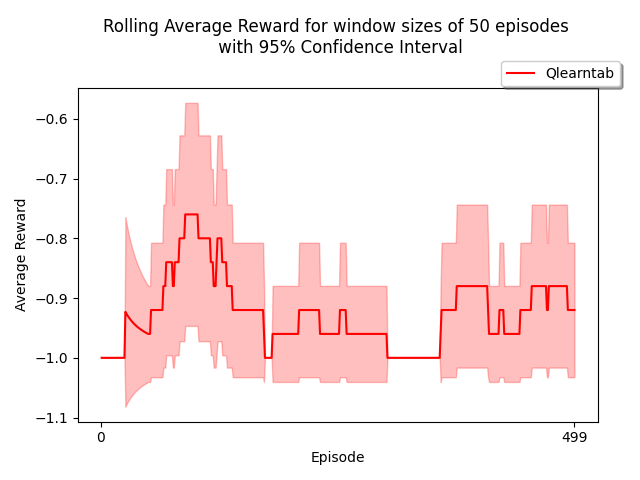 Rolling Average Reward for window sizes of 50 episodes
with 95% Confidence Interval
Qlearntab
−0.6
−0.7
−0.8
−0.9
−1.0
−1.1
Average Reward
0
499
Episode